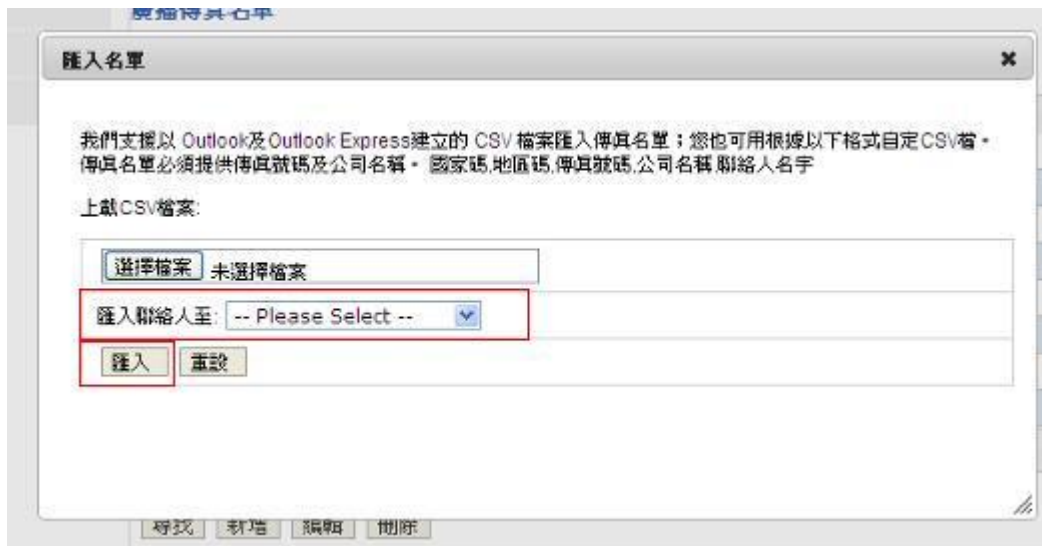 廣播傳真名單
匯入名單
我們支援以 Outlook及Outlook Express建立的 CSV 檔案匯入傳真名單；您也可用根據以下格式自定CSV檔。
傳真名單必須提供傳真號碼及公司名稱。 國家碼,地區碼,傳真號碼,公司名稱,聯絡人名字
上載CSV檔案:
選擇檔案 未選擇檔案
匯入聯絡人至: -- Please Select --
匯入 重設
尋找 新增 編輯 刪除